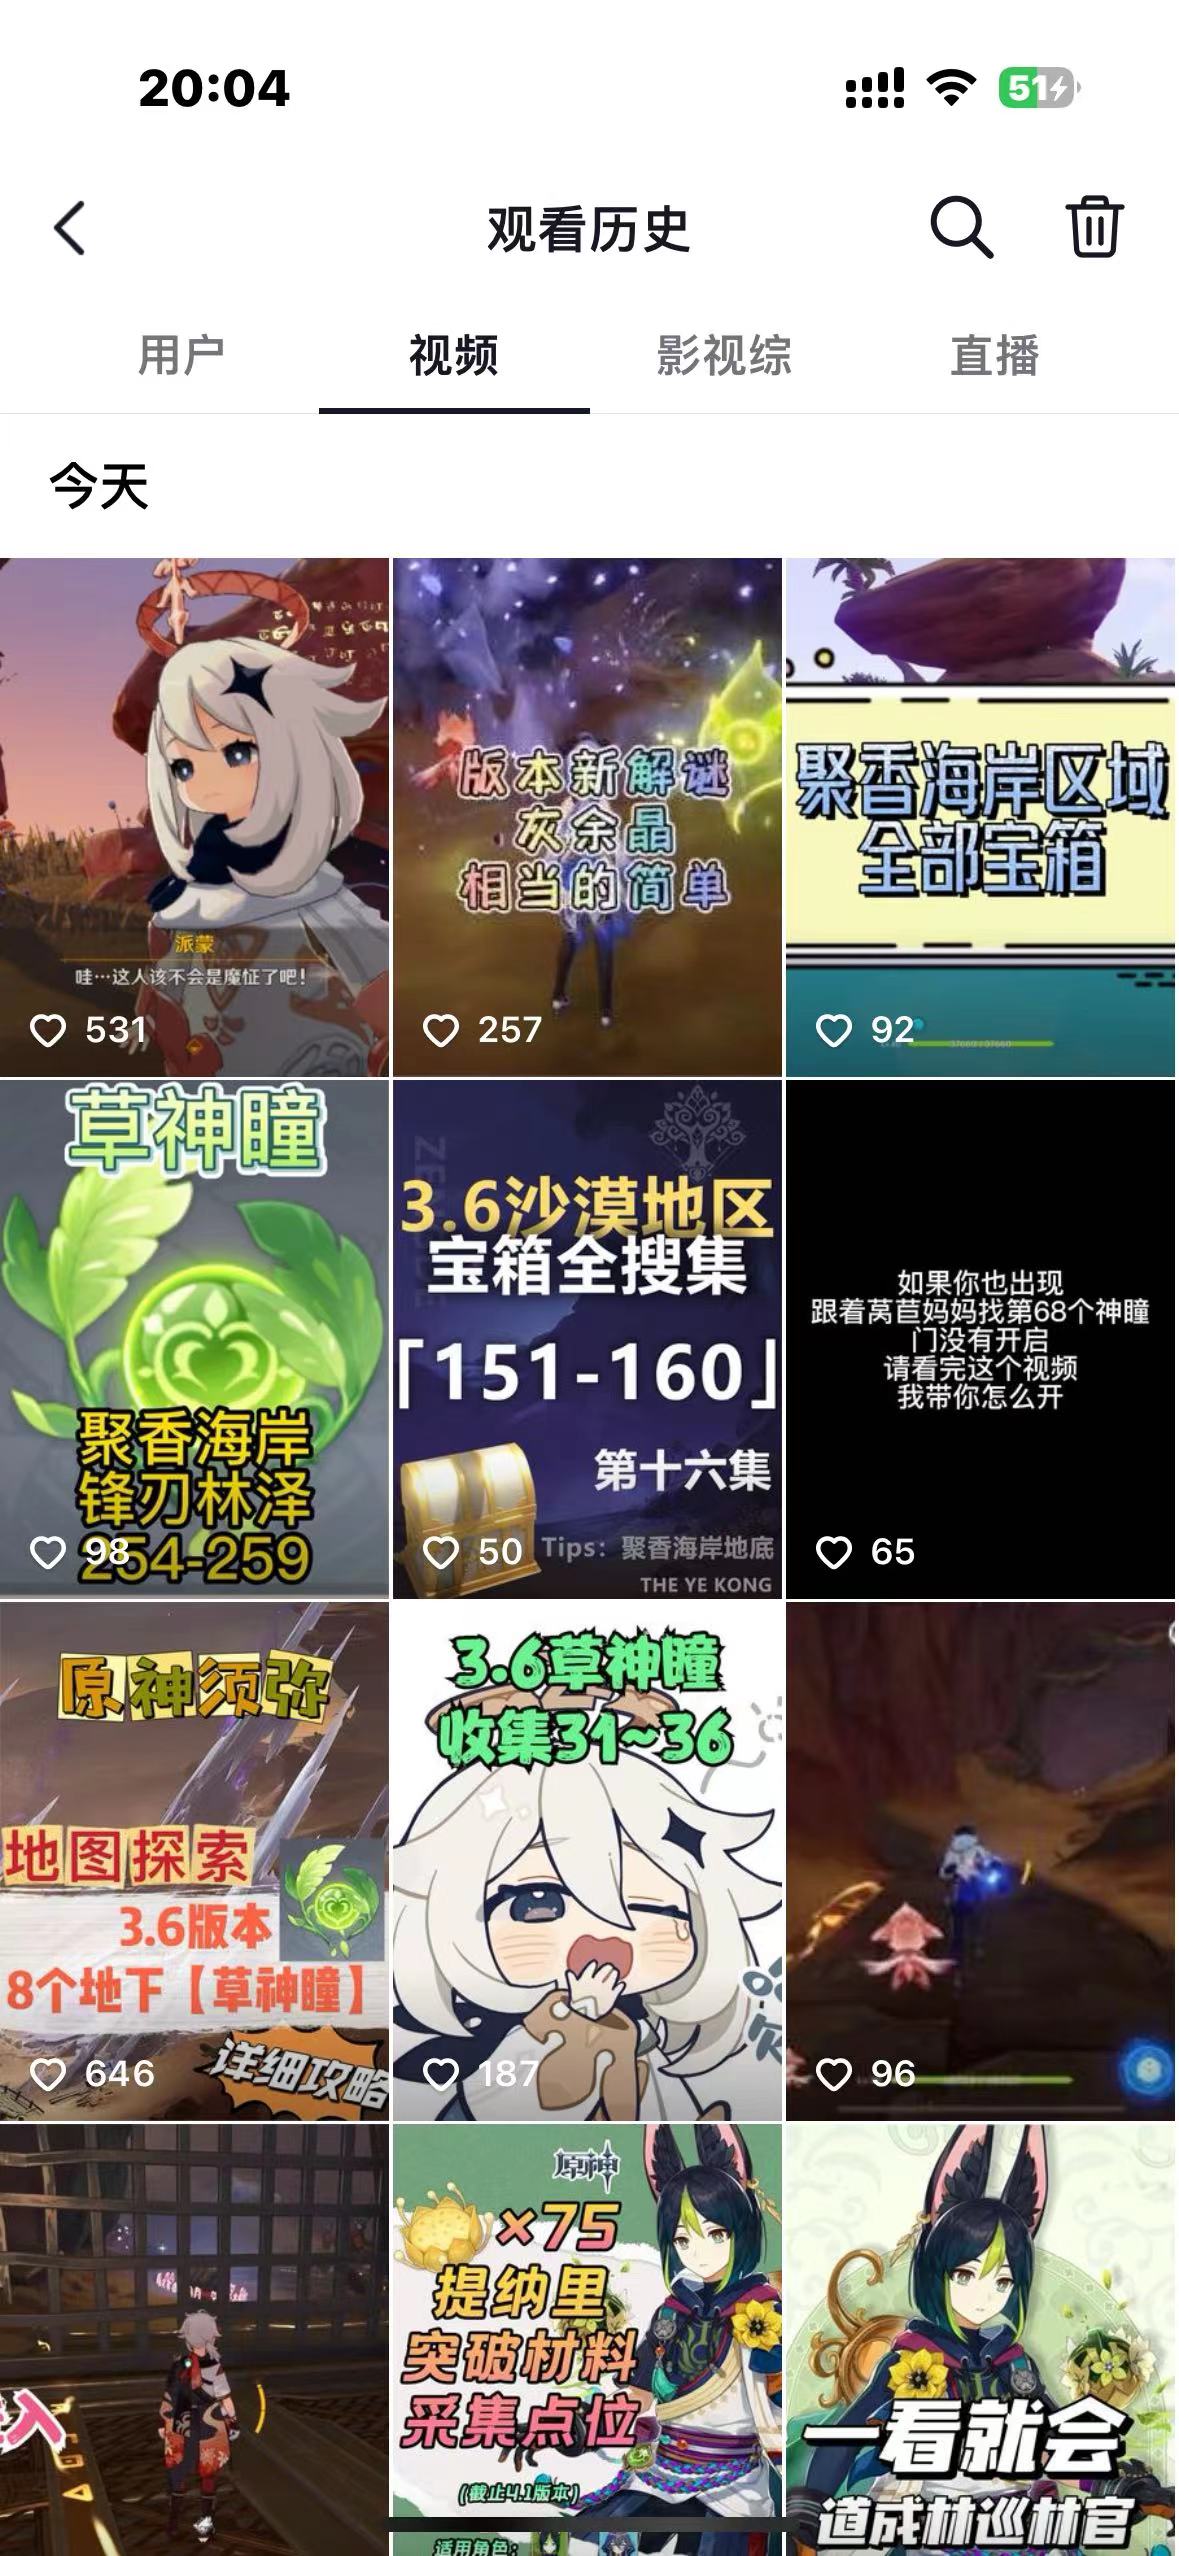 20:04
51
观看历史
用户
视频
影视综
直播
今天
派蒙
哇…这人该不会是魔怔了吧！
531
版本新解谜
灰余晶
相当的简单
257
聚香海岸区域
全部宝箱
92
草神瞳
聚香海岸
锋刃林泽
254-259
98
3.6沙漠地区
宝箱全搜集
「151-160」
第十六集
Tips：聚香海岸地底
THE YE KONG
50
如果你也出现
跟着莴苣妈妈找第68个神瞳
门没有开启
请看完这个视频
我带你怎么开
65
原神须弥
地图探索
3.6版本
8个地下【草神瞳】
详细攻略
646
3.6草神瞳
收集31~36
187
96
入
原神
×75
提纳里
突破材料
采集点位
(截止4.1版本)
适用角色:
一看就会
道成林巡林官